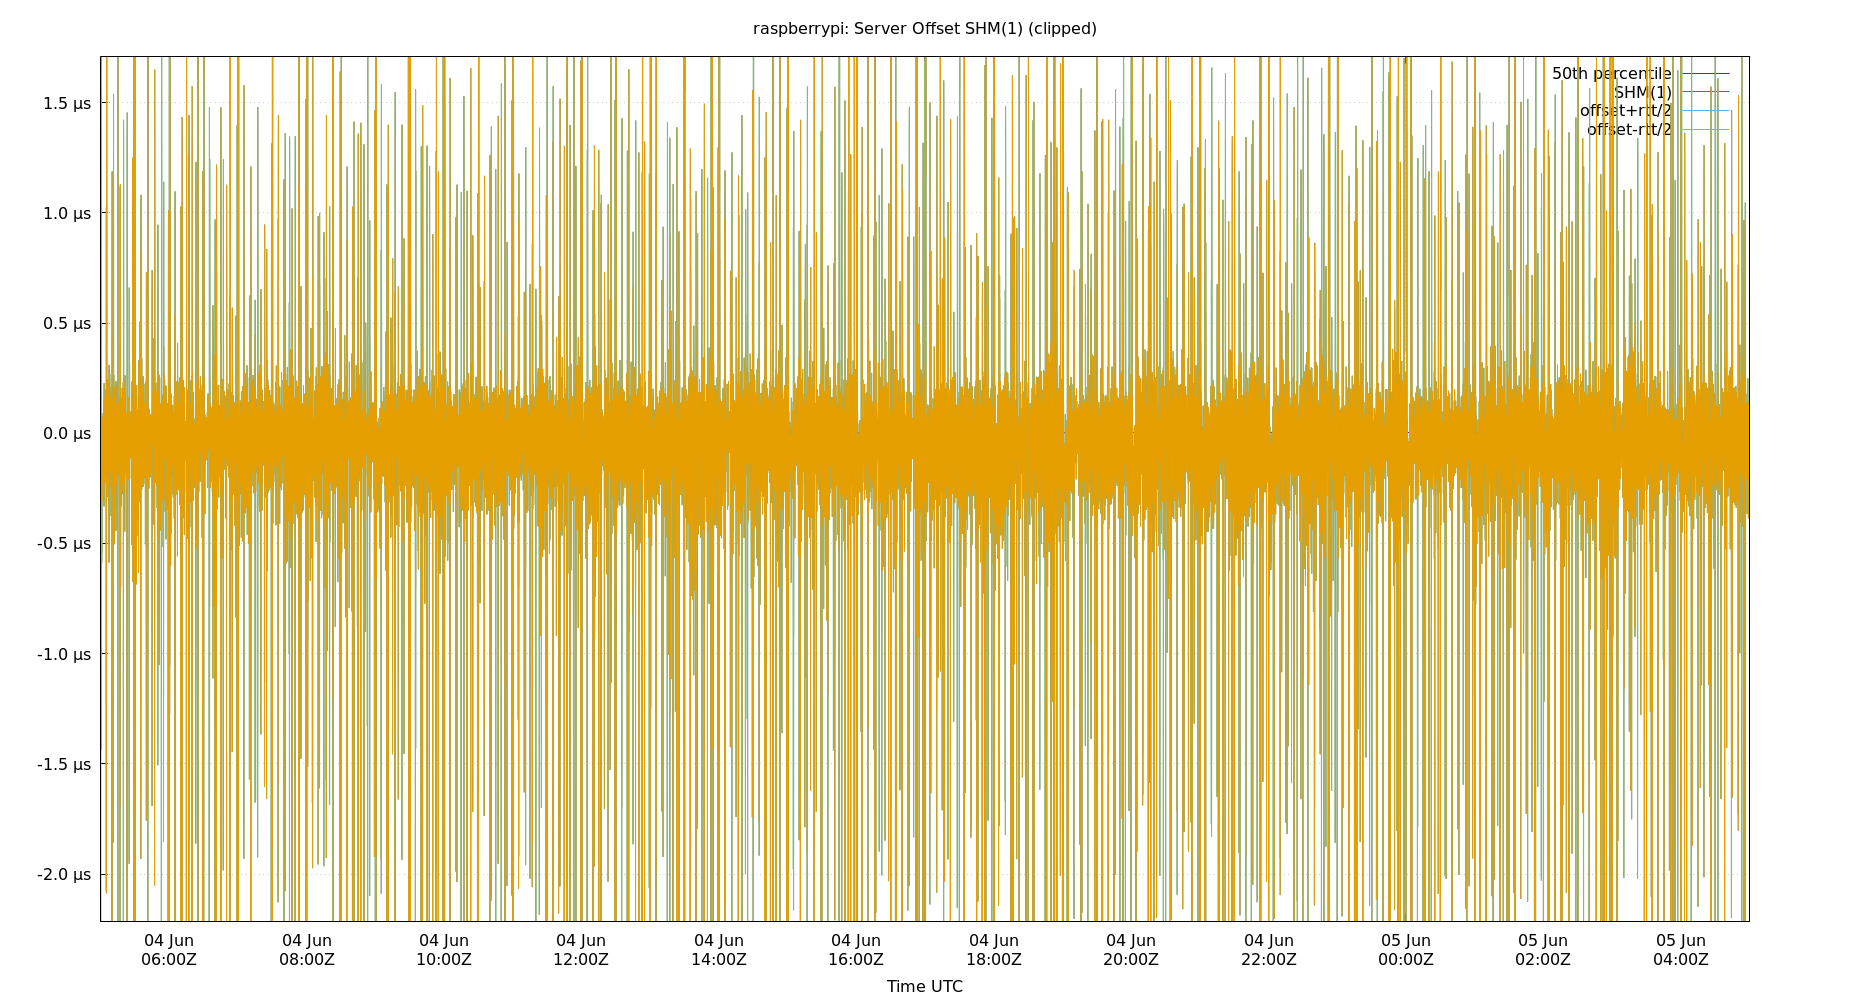 raspberrypi: Server Offset SHM(1) (clipped)
50th percentile
SHM(1)
offset+rtt/2
offset-rtt/2
1.5 µs
1.0 µs
0.5 µs
0.0 µs
-0.5 µs
-1.0 µs
-1.5 µs
-2.0 µs
04 Jun 04 Jun 04 Jun 04 Jun 04 Jun 04 Jun 04 Jun 04 Jun 04 Jun 05 Jun 05 Jun 05 Jun
06:00Z 08:00Z 10:00Z 12:00Z 14:00Z 16:00Z 18:00Z 20:00Z 22:00Z 00:00Z 02:00Z 04:00Z
Time UTC